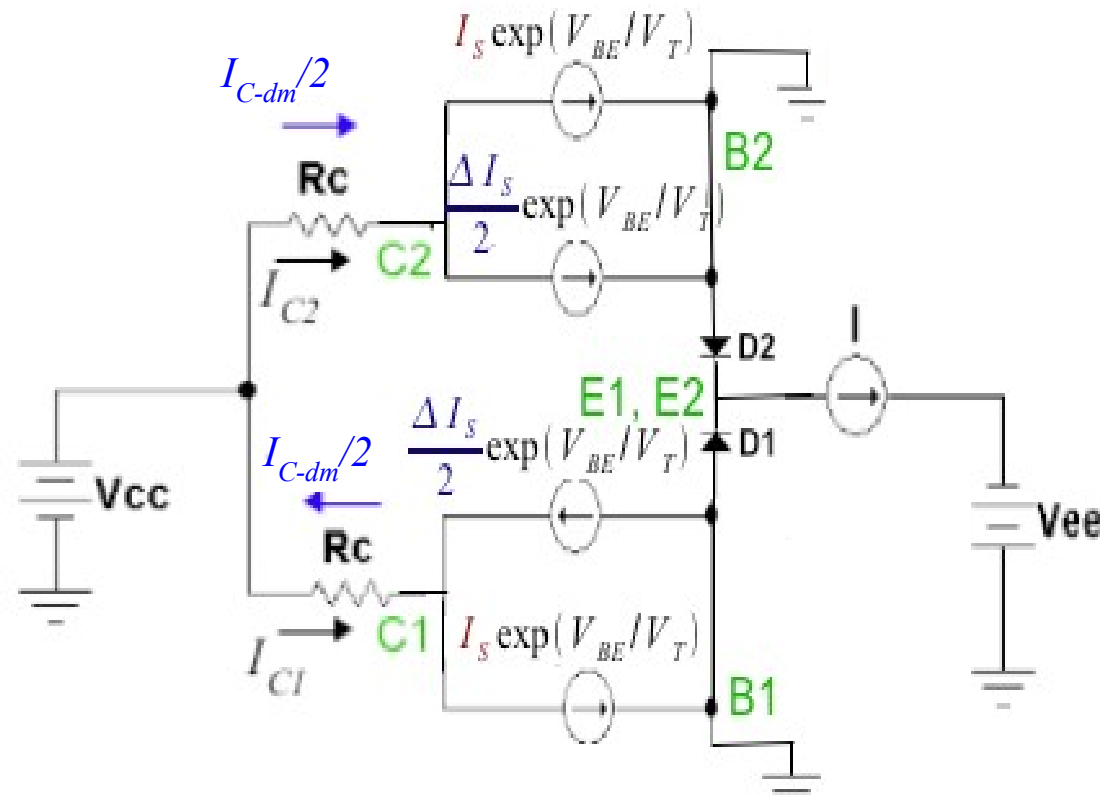 I_S exp(V_BE/V_T)
I_C-dm/2
B2
Rc
ΔI_S/2 exp(V_BE/V_T)
C2
I_C2
I
D2
E1, E2
ΔI_S/2 exp(V_BE/V_T)
D1
I_C-dm/2
Vcc
Vee
Rc
C1
I_S exp(V_BE/V_T)
I_C1
B1